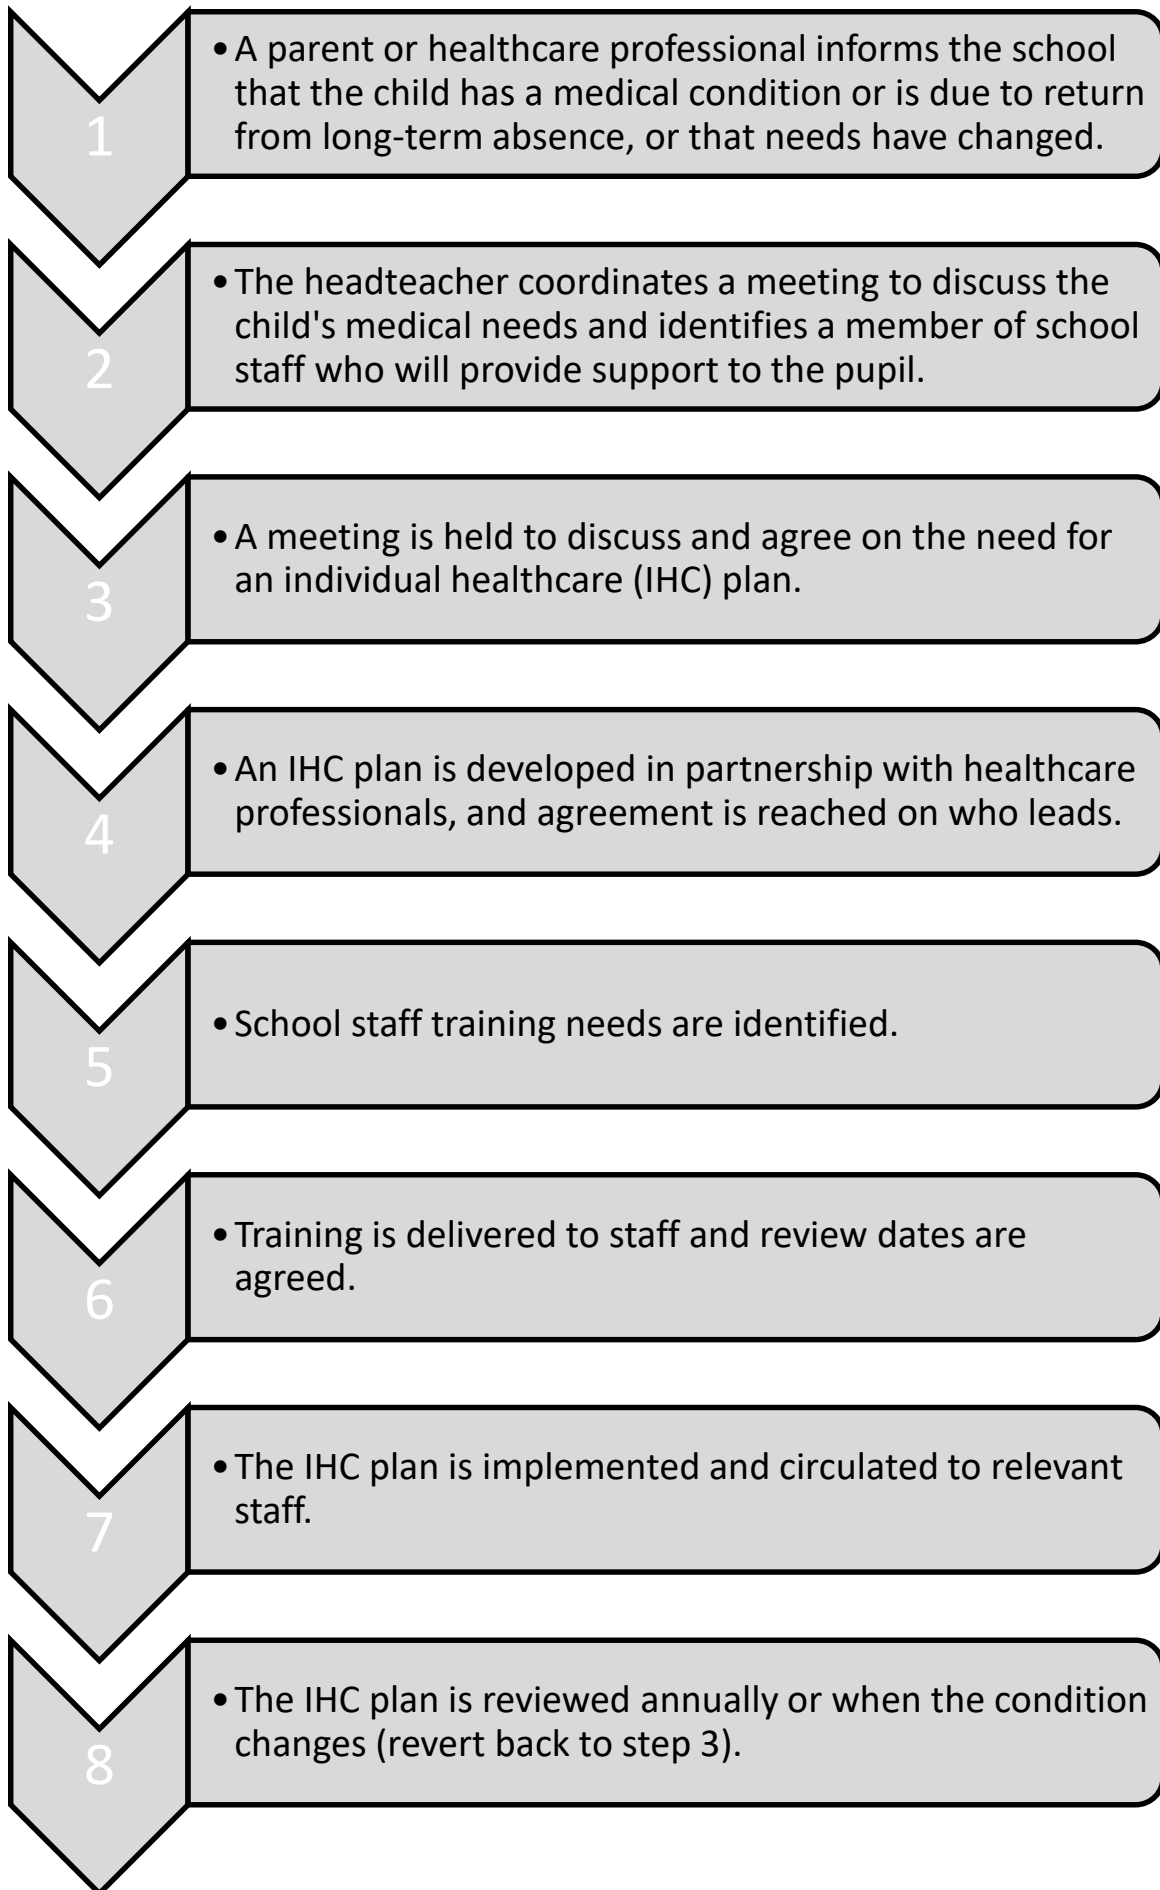 1
• A parent or healthcare professional informs the school
that the child has a medical condition or is due to return
from long-term absence, or that needs have changed.
2
• The headteacher coordinates a meeting to discuss the
child's medical needs and identifies a member of school
staff who will provide support to the pupil.
3
• A meeting is held to discuss and agree on the need for
an individual healthcare (IHC) plan.
4
• An IHC plan is developed in partnership with healthcare
professionals, and agreement is reached on who leads.
5
• School staff training needs are identified.
6
• Training is delivered to staff and review dates are
agreed.
7
• The IHC plan is implemented and circulated to relevant
staff.
8
• The IHC plan is reviewed annually or when the condition
changes (revert back to step 3).